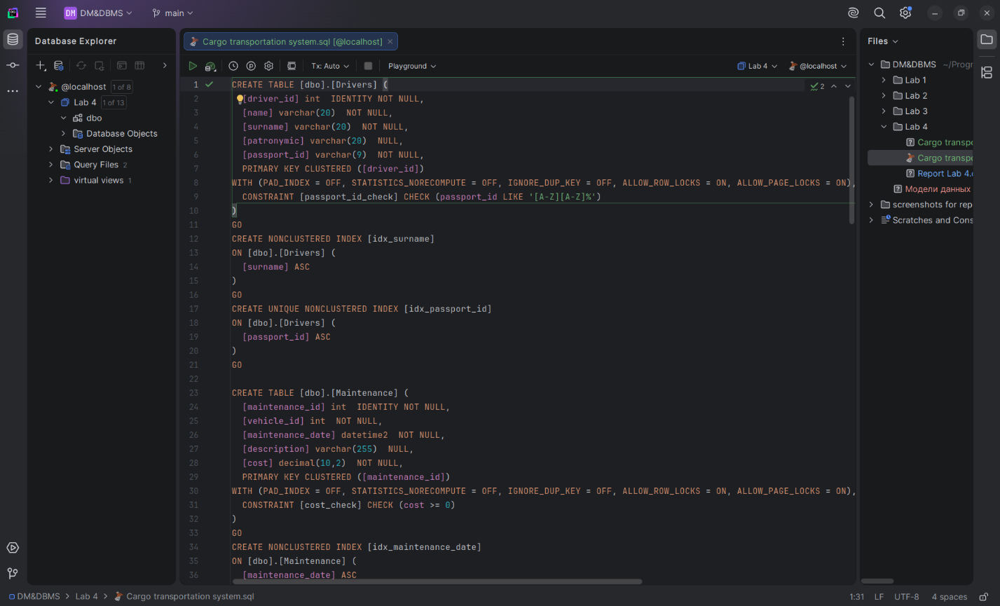 DM DM&DBMS main
Database Explorer
@localhost 1 of 8
Lab 4 1 of 13
dbo
Database Objects
Server Objects
Query Files 2
virtual views 1
Cargo transportation system.sql [@localhost]
Tx: Auto Playground Lab 4 @localhost
2
1 CREATE TABLE [dbo].[Drivers] (
2 [driver_id] int  IDENTITY NOT NULL,
3 [name] varchar(20)  NOT NULL,
4 [surname] varchar(20)  NOT NULL,
5 [patronymic] varchar(20)  NULL,
6 [passport_id] varchar(9)  NOT NULL,
7 PRIMARY KEY CLUSTERED ([driver_id])
8 WITH (PAD_INDEX = OFF, STATISTICS_NORECOMPUTE = OFF, IGNORE_DUP_KEY = OFF, ALLOW_ROW_LOCKS = ON, ALLOW_PAGE_LOCKS = ON),
9 CONSTRAINT [passport_id_check] CHECK (passport_id LIKE '[A-Z][A-Z]%')
10 )
11 GO
12 CREATE NONCLUSTERED INDEX [idx_surname]
13 ON [dbo].[Drivers] (
14 [surname] ASC
15 )
16 GO
17 CREATE UNIQUE NONCLUSTERED INDEX [idx_passport_id]
18 ON [dbo].[Drivers] (
19 [passport_id] ASC
20 )
21 GO
22
23 CREATE TABLE [dbo].[Maintenance] (
24 [maintenance_id] int  IDENTITY NOT NULL,
25 [vehicle_id] int  NOT NULL,
26 [maintenance_date] datetime2  NOT NULL,
27 [description] varchar(255)  NULL,
28 [cost] decimal(10,2)  NOT NULL,
29 PRIMARY KEY CLUSTERED ([maintenance_id])
30 WITH (PAD_INDEX = OFF, STATISTICS_NORECOMPUTE = OFF, IGNORE_DUP_KEY = OFF, ALLOW_ROW_LOCKS = ON, ALLOW_PAGE_LOCKS = ON),
31 CONSTRAINT [cost_check] CHECK (cost >= 0)
32 )
33 GO
34 CREATE NONCLUSTERED INDEX [idx_maintenance_date]
35 ON [dbo].[Maintenance] (
36 [maintenance_date] ASC
Files
DM&DBMS ~/Progr
Lab 1
Lab 2
Lab 3
Lab 4
Cargo transpo
Cargo transpo
Report Lab 4.
Модели данных
screenshots for rep
Scratches and Cons
DM&DBMS > Lab 4 > Cargo transportation system.sql
1:31 LF UTF-8 4 spaces